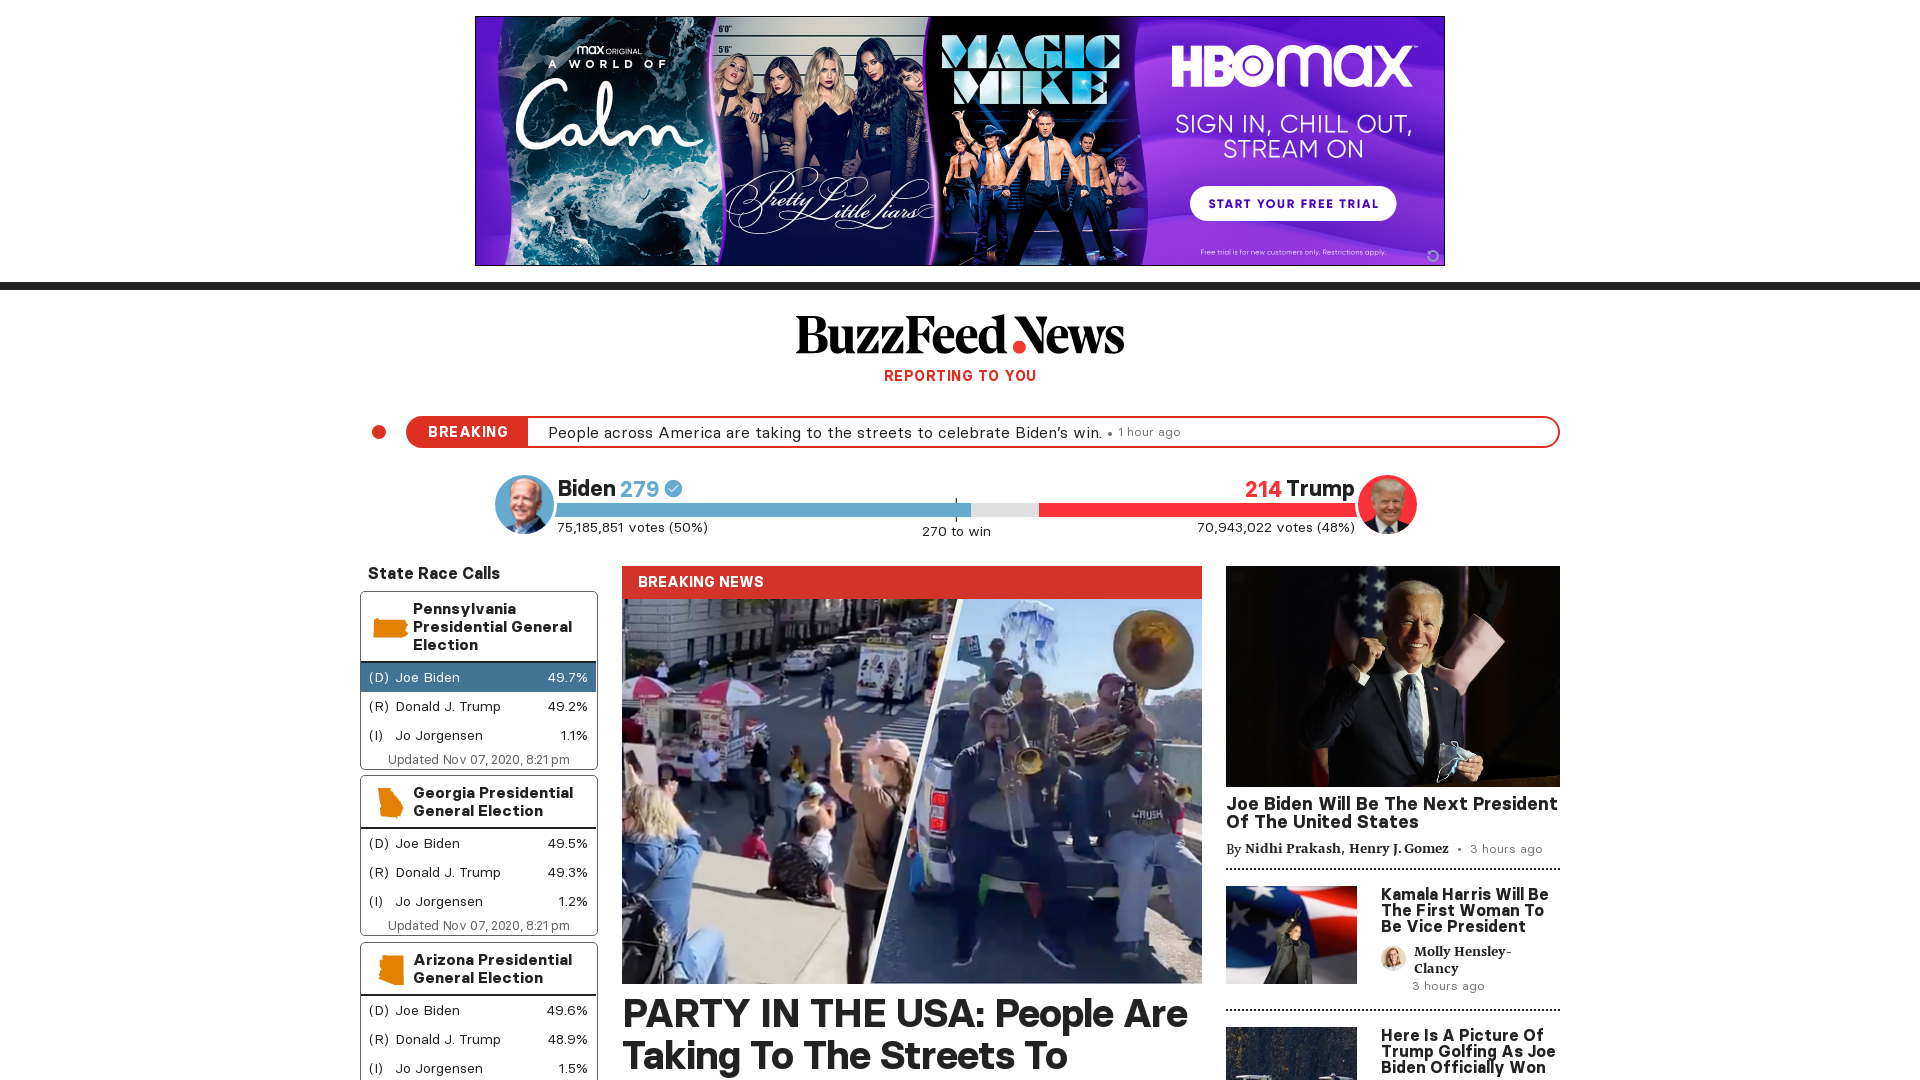 max ORIGINAL
A WORLD OF
Calm
6'0"
5'6"
Pretty Little Liars
MAGIC
MIKE
HBOMAX
SIGN IN, CHILL OUT,
STREAM ON
START YOUR FREE TRIAL
Free trial is for new customers only. Restrictions apply.
BuzzFeed News
REPORTING TO YOU
BREAKING
People across America are taking to the streets to celebrate Biden’s win. • 1 hour ago
Biden 279
214 Trump
75,185,851 votes (50%)
270 to win
70,943,022 votes (48%)
State Race Calls
Pennsylvania
Presidential General
Election
(D) Joe Biden 49.7%
(R) Donald J. Trump 49.2%
(I) Jo Jorgensen 1.1%
Updated Nov 07, 2020, 8:21 pm
Georgia Presidential
General Election
(D) Joe Biden 49.5%
(R) Donald J. Trump 49.3%
(I) Jo Jorgensen 1.2%
Updated Nov 07, 2020, 8:21 pm
Arizona Presidential
General Election
(D) Joe Biden 49.6%
(R) Donald J. Trump 48.9%
(I) Jo Jorgensen 1.5%
BREAKING NEWS
CRUSH
PARTY IN THE USA: People Are
Taking To The Streets To
Joe Biden Will Be The Next President
Of The United States
By Nidhi Prakash, Henry J. Gomez • 3 hours ago
Kamala Harris Will Be
The First Woman To
Be Vice President
Molly Hensley-
Clancy
3 hours ago
Here Is A Picture Of
Trump Golfing As Joe
Biden Officially Won